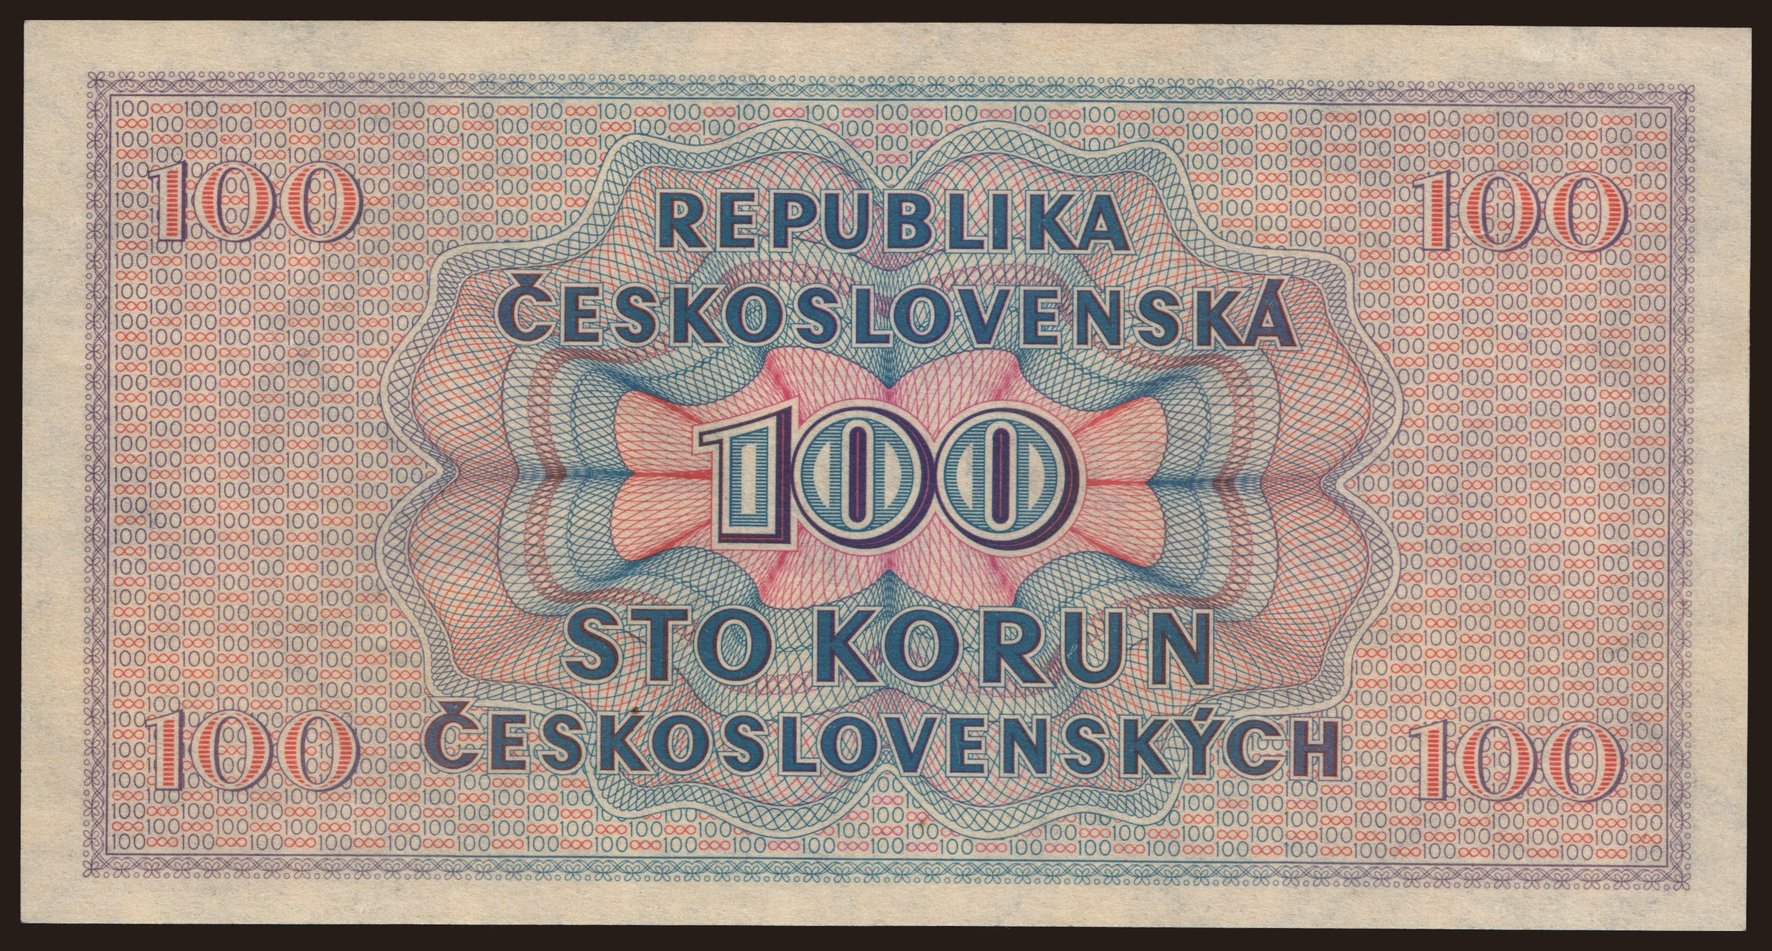 100 100
REPUBLIKA
ČESKOSLOVENSKÁ
100
STO KORUN
ČESKOSLOVENSKÝCH
100 100